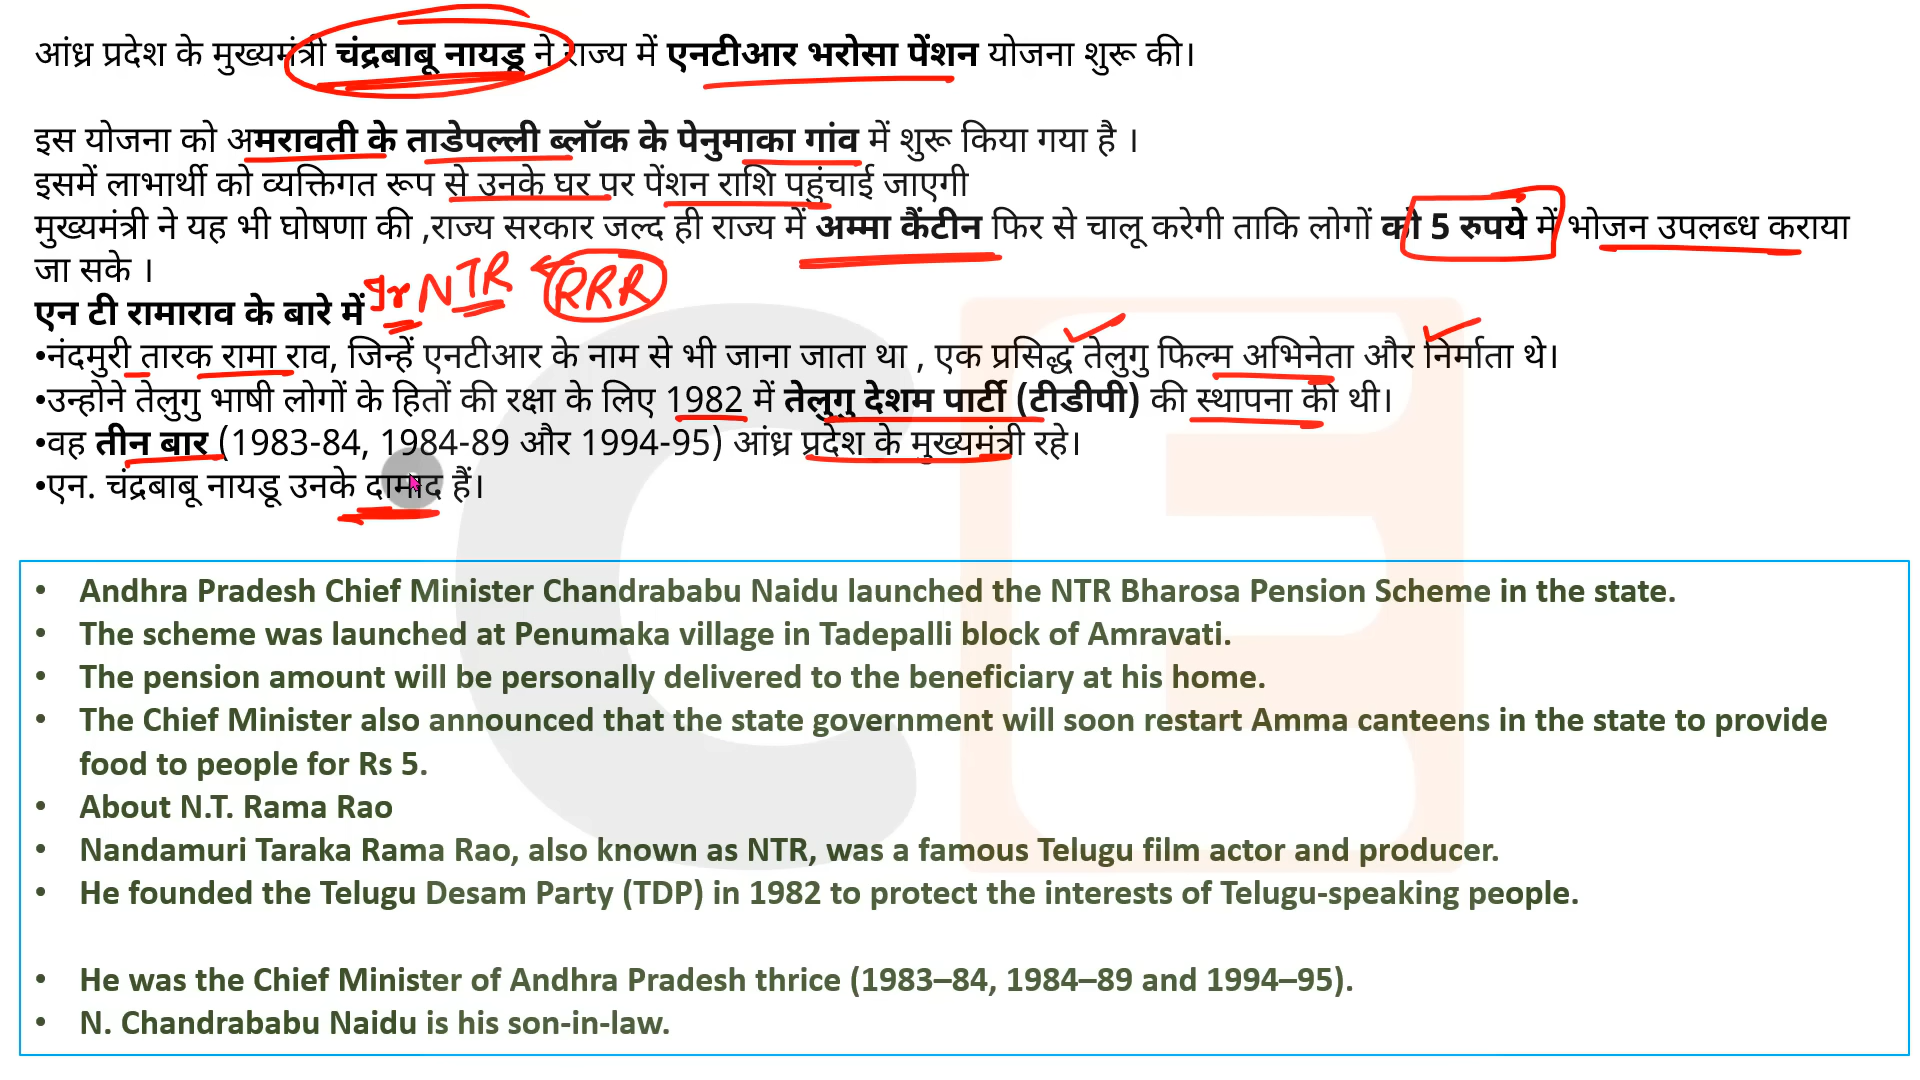 आंध्र प्रदेश के मुख्यमंत्री चंद्रबाबू नायडू ने राज्य में एनटीआर भरोसा पेंशन योजना शुरू की।
इस योजना को अमरावती के ताडेपल्ली ब्लॉक के पेनुमाका गांव में शुरू किया गया है ।
इसमें लाभार्थी को व्यक्तिगत रूप से उनके घर पर पेंशन राशि पहुंचाई जाएगी
मुख्यमंत्री ने यह भी घोषणा की ,राज्य सरकार जल्द ही राज्य में अम्मा कैंटीन फिर से चालू करेगी ताकि लोगों को 5 रुपये में भोजन उपलब्ध कराया
जा सके ।
Jr NTR ← RRR
एन टी रामाराव के बारे में
•नंदमुरी तारक रामा राव, जिन्हें एनटीआर के नाम से भी जाना जाता था , एक प्रसिद्ध तेलुगु फिल्म अभिनेता और निर्माता थे।
•उन्होने तेलुगु भाषी लोगों के हितों की रक्षा के लिए 1982 में तेलुगु देशम पार्टी (टीडीपी) की स्थापना की थी।
•वह तीन बार (1983-84, 1984-89 और 1994-95) आंध्र प्रदेश के मुख्यमंत्री रहे।
•एन. चंद्रबाबू नायडू उनके दामाद हैं।
• Andhra Pradesh Chief Minister Chandrababu Naidu launched the NTR Bharosa Pension Scheme in the state.
• The scheme was launched at Penumaka village in Tadepalli block of Amravati.
• The pension amount will be personally delivered to the beneficiary at his home.
• The Chief Minister also announced that the state government will soon restart Amma canteens in the state to provide
food to people for Rs 5.
• About N.T. Rama Rao
• Nandamuri Taraka Rama Rao, also known as NTR, was a famous Telugu film actor and producer.
• He founded the Telugu Desam Party (TDP) in 1982 to protect the interests of Telugu-speaking people.
• He was the Chief Minister of Andhra Pradesh thrice (1983–84, 1984–89 and 1994–95).
• N. Chandrababu Naidu is his son-in-law.